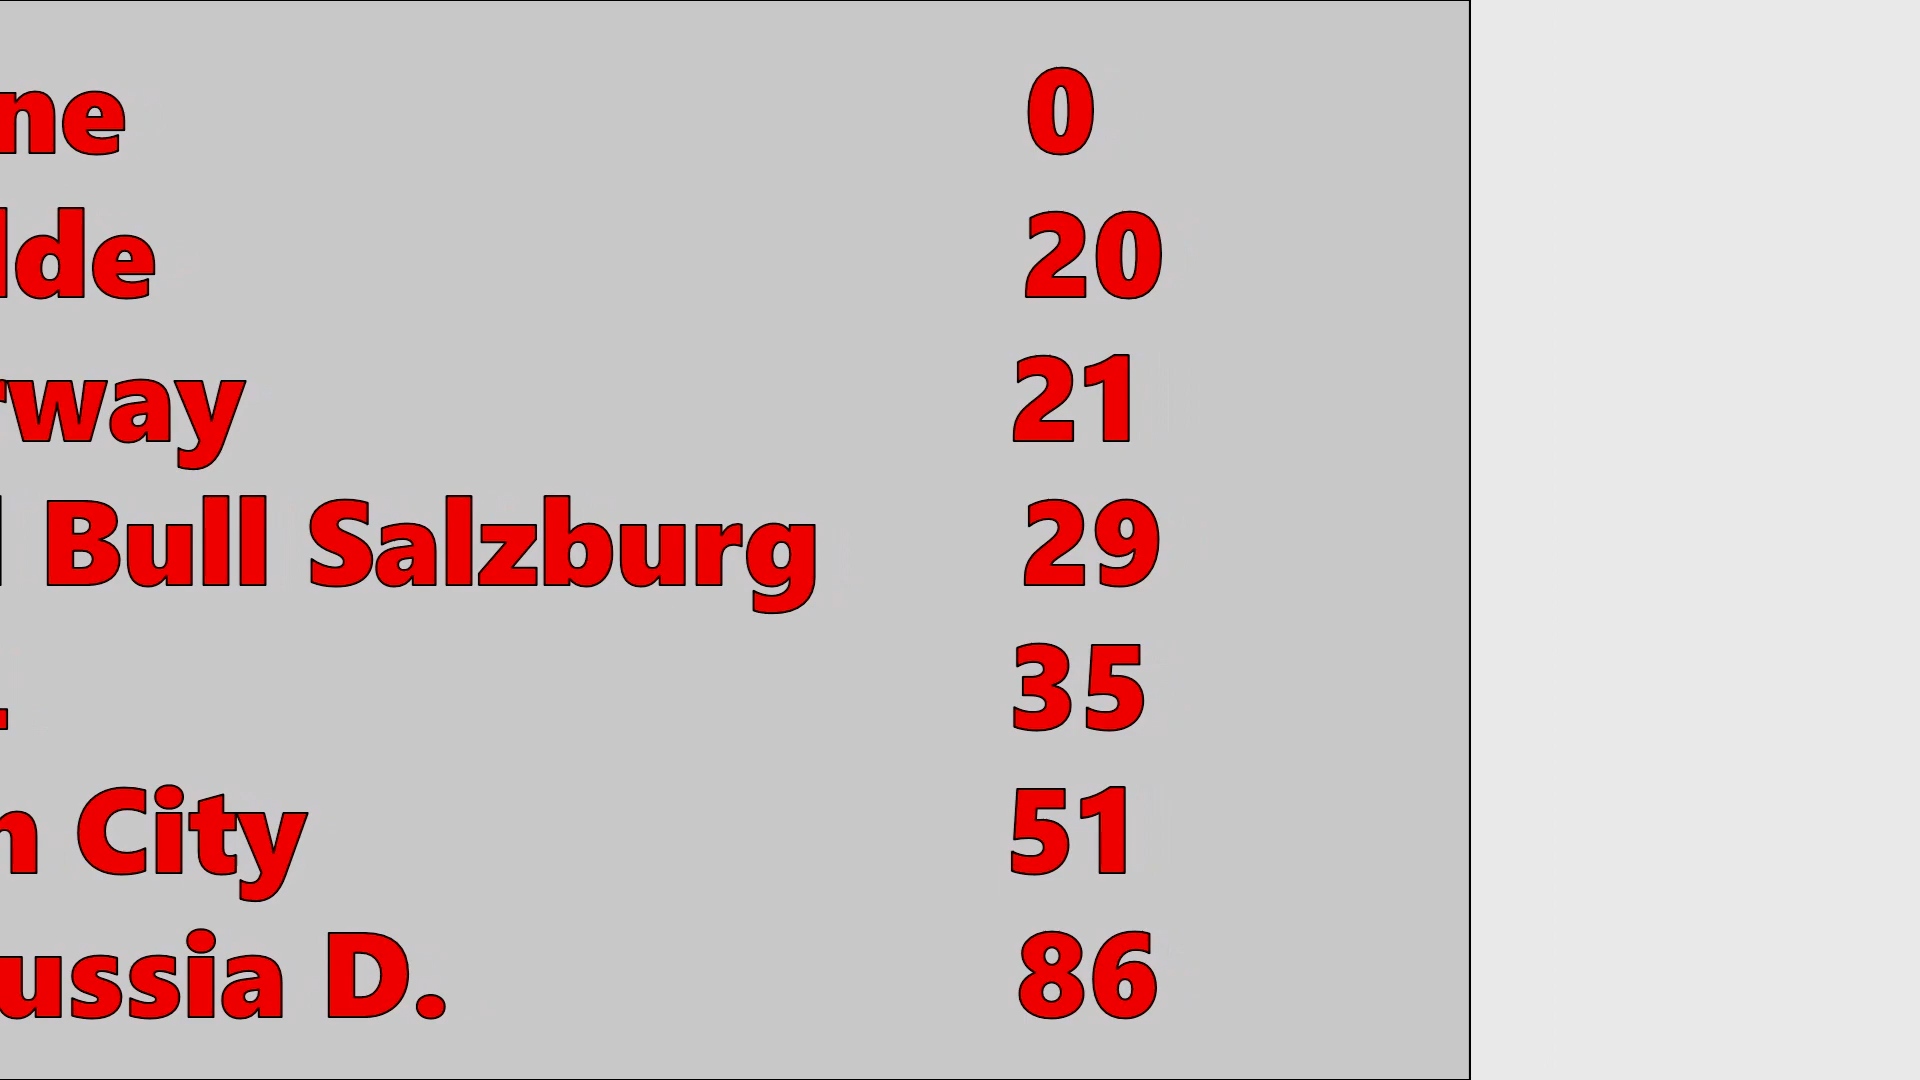 ne 0
lde 20
rway 21
Bull Salzburg 29
35
n City 51
ussia D. 86